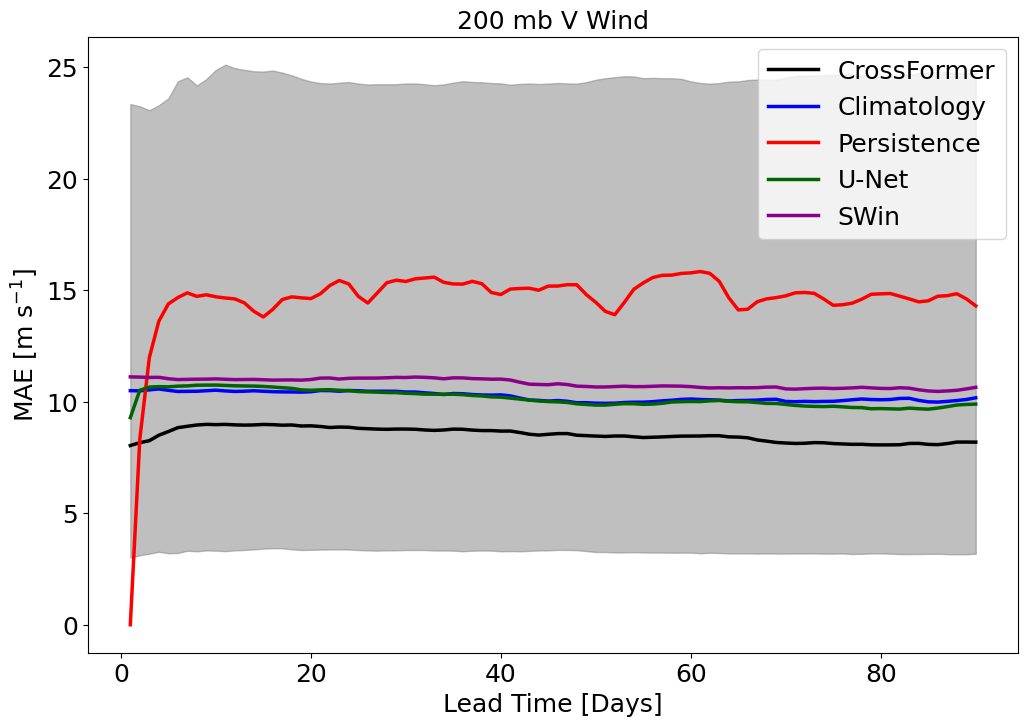 200 mb V Wind
MAE [m s⁻¹]
25
20
15
10
5
0
CrossFormer
Climatology
Persistence
U-Net
SWin
0 20 40 60 80
Lead Time [Days]